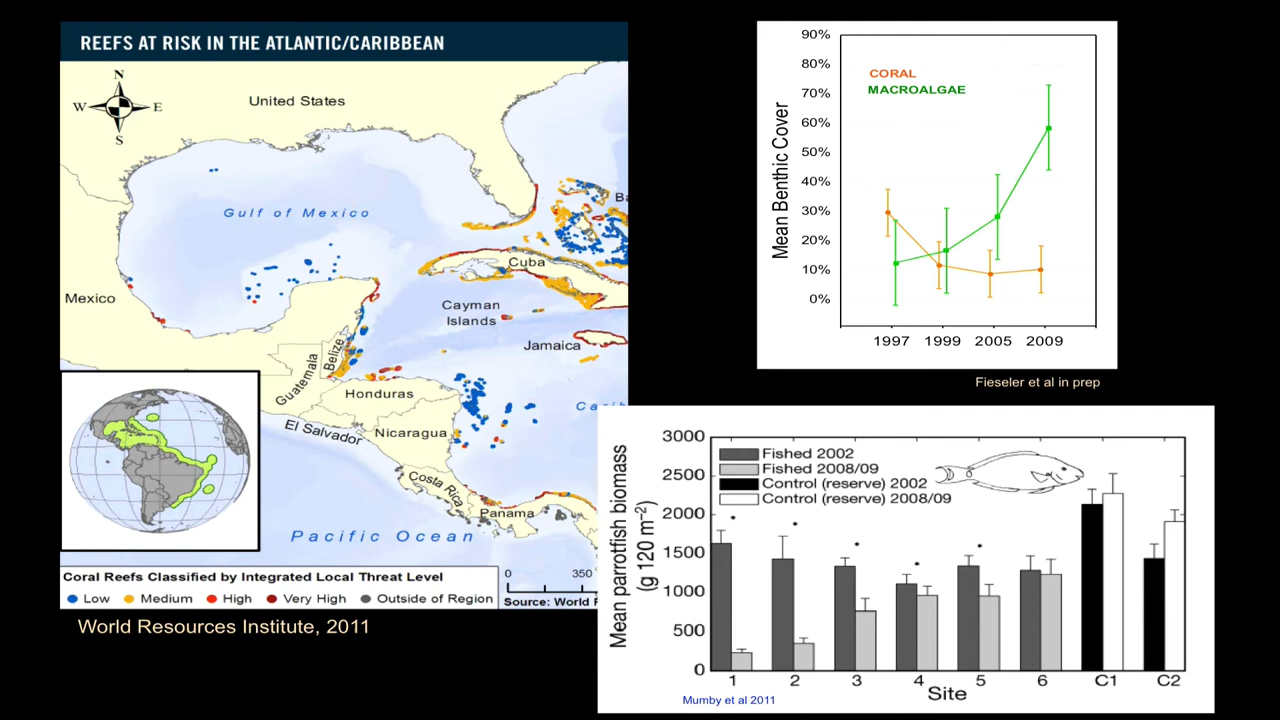 REEFS AT RISK IN THE ATLANTIC/CARIBBEAN
N
W E
S
United States
Gulf of Mexico
Ba
Mexico
Cuba
Cayman
Islands
Jamaica
Belize
Guatemala
Honduras
Carib
El Salvador
Nicaragua
Costa Rica
Panama
Pacific Ocean
Coral Reefs Classified by Integrated Local Threat Level
Low Medium High Very High Outside of Region
0 350
Source: World R
World Resources Institute, 2011
90%
80%
70%
60%
50%
40%
30%
20%
10%
0%
Mean Benthic Cover
CORAL
MACROALGAE
1997 1999 2005 2009
Fieseler et al in prep
Mean parrotfish biomass
(g 120 m⁻²)
3000
2500
2000
1500
1000
500
0
Fished 2002
Fished 2008/09
Control (reserve) 2002
Control (reserve) 2008/09
* * * * *
1 2 3 4 5 6 C1 C2
Site
Mumby et al 2011